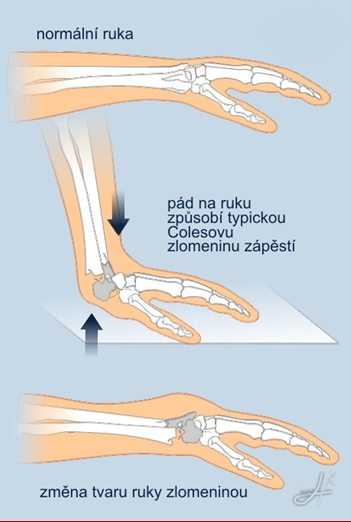 normální ruka
pád na ruku
způsobí typickou
Colesovu
zlomeninu zápěstí
změna tvaru ruky zlomeninou